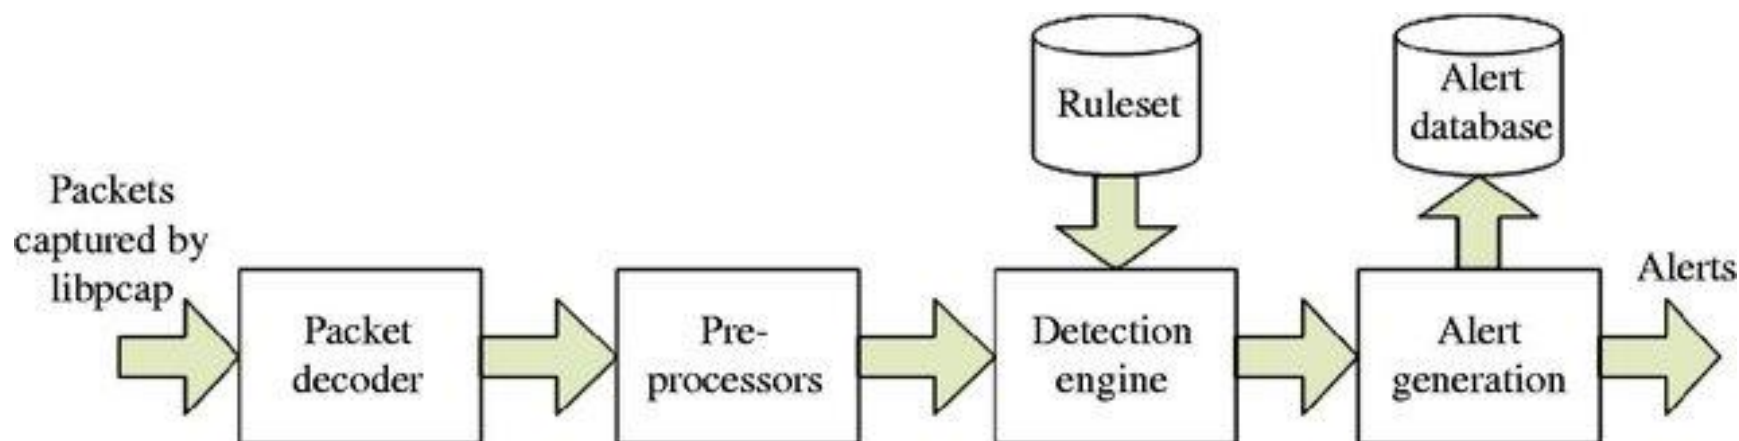 Ruleset
Alert
database
Packets
captured by
libpcap
Packet
decoder
Pre-
processors
Detection
engine
Alert
generation
Alerts